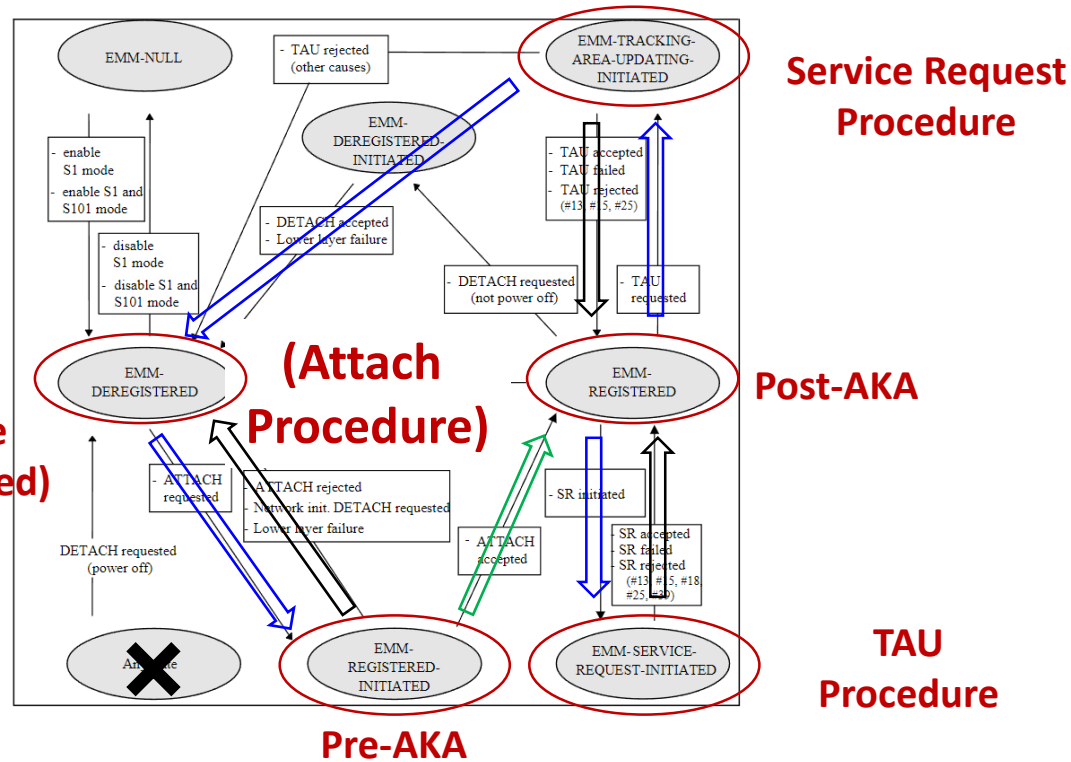 EMM-NULL
- TAU rejected
(other causes)
EMM-TRACKING-
AREA-UPDATING-
INITIATED
Service Request
Procedure
EMM-
DEREGISTERED-
INITIATED
- enable
S1 mode
- enable S1 and
S101 mode
- TAU accepted
- TAU failed
- TAU rejected
(#13, #15, #25)
- DETACH accepted
- Lower layer failure
- disable
S1 mode
- disable S1 and
S101 mode
- DETACH requested
(not power off)
- TAU
requested
EMM-
DEREGISTERED
(Attach
Procedure)
EMM-
REGISTERED
Post-AKA
ed)
- ATTACH
requested
- ATTACH rejected
- Network init. DETACH requested
- Lower layer failure
- SR initiated
DETACH requested
(power off)
- ATTACH
accepted
- SR accepted
- SR failed
- SR rejected
(#13, #15, #18,
#25, #39)
EMM-
REGISTERED-
INITIATED
EMM-SERVICE-
REQUEST-INITIATED
TAU
Procedure
Pre-AKA